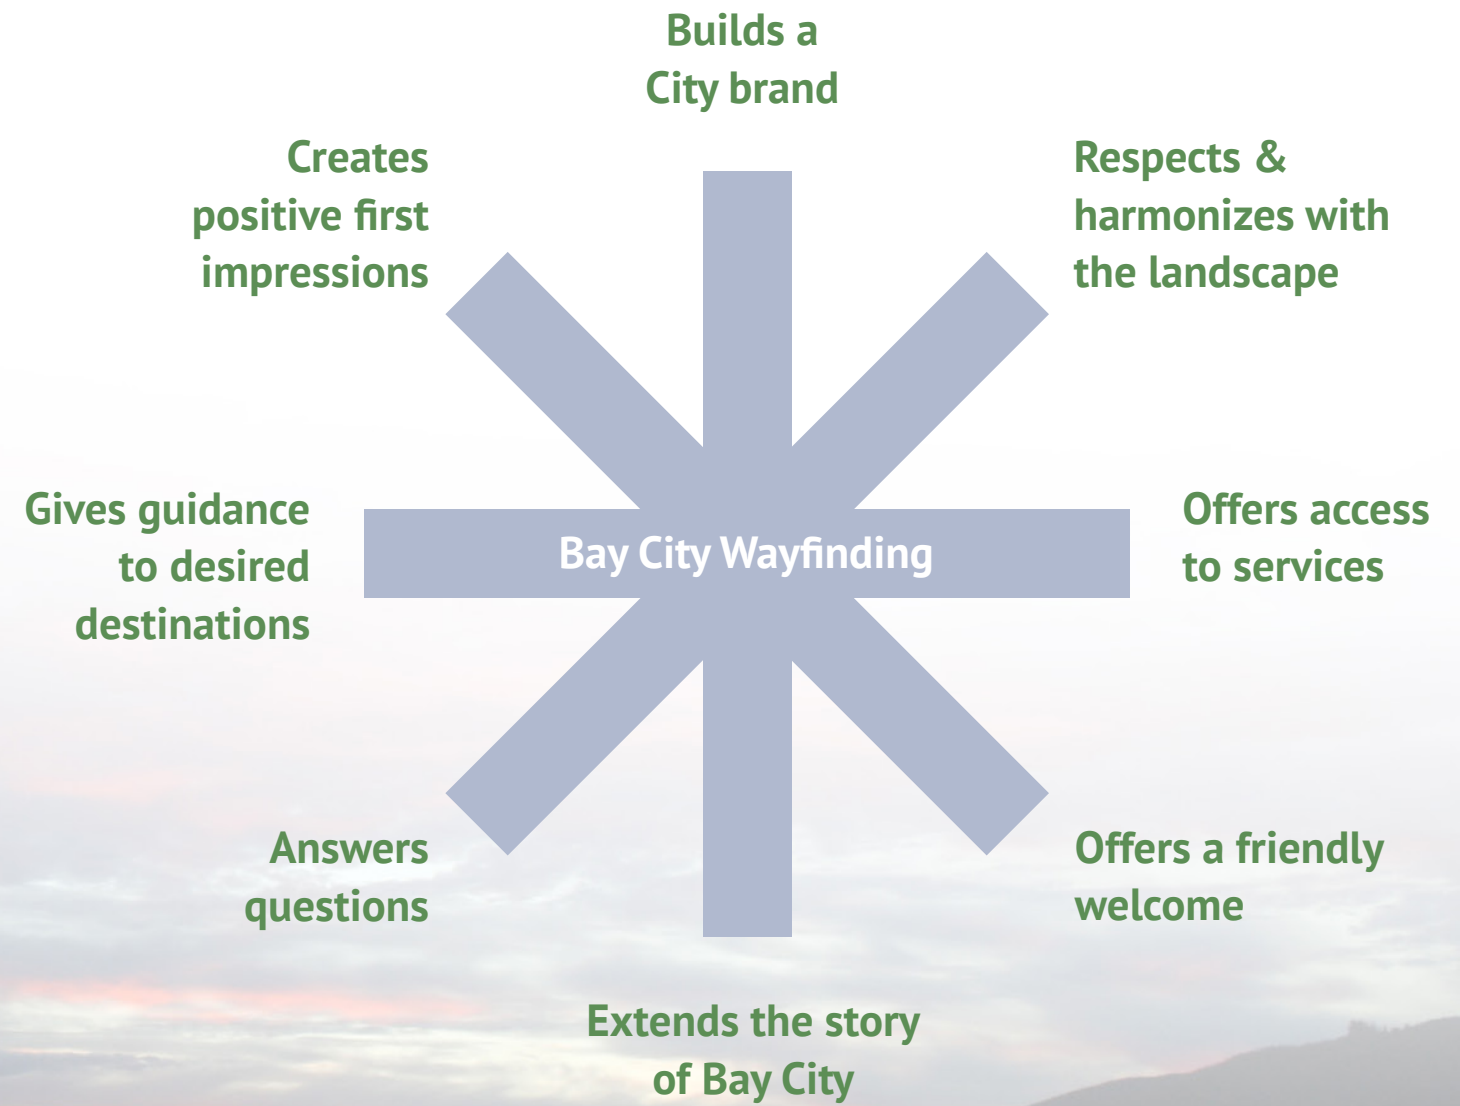 Builds a
City brand
Creates
positive first
impressions
Respects &
harmonizes with
the landscape
Gives guidance
to desired
destinations
Bay City Wayfinding
Offers access
to services
Answers
questions
Offers a friendly
welcome
Extends the story
of Bay City